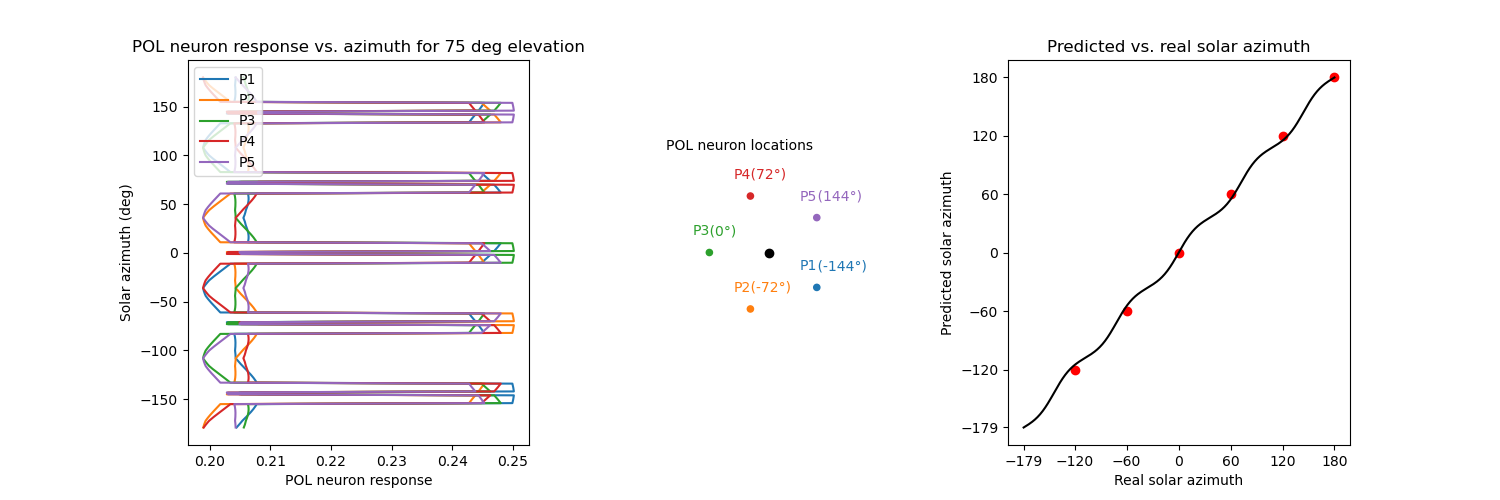 POL neuron response vs. azimuth for 75 deg elevation
P1
P2
P3
P4
P5
150
100
50
0
−50
−100
−150
Solar azimuth (deg)
0.20 0.21 0.22 0.23 0.24 0.25
POL neuron response
POL neuron locations
P4(72°)
P5(144°)
P3(0°)
P1(-144°)
P2(-72°)
Predicted vs. real solar azimuth
180
120
60
0
−60
−120
−179
Predicted solar azimuth
−179 −120 −60 0 60 120 180
Real solar azimuth